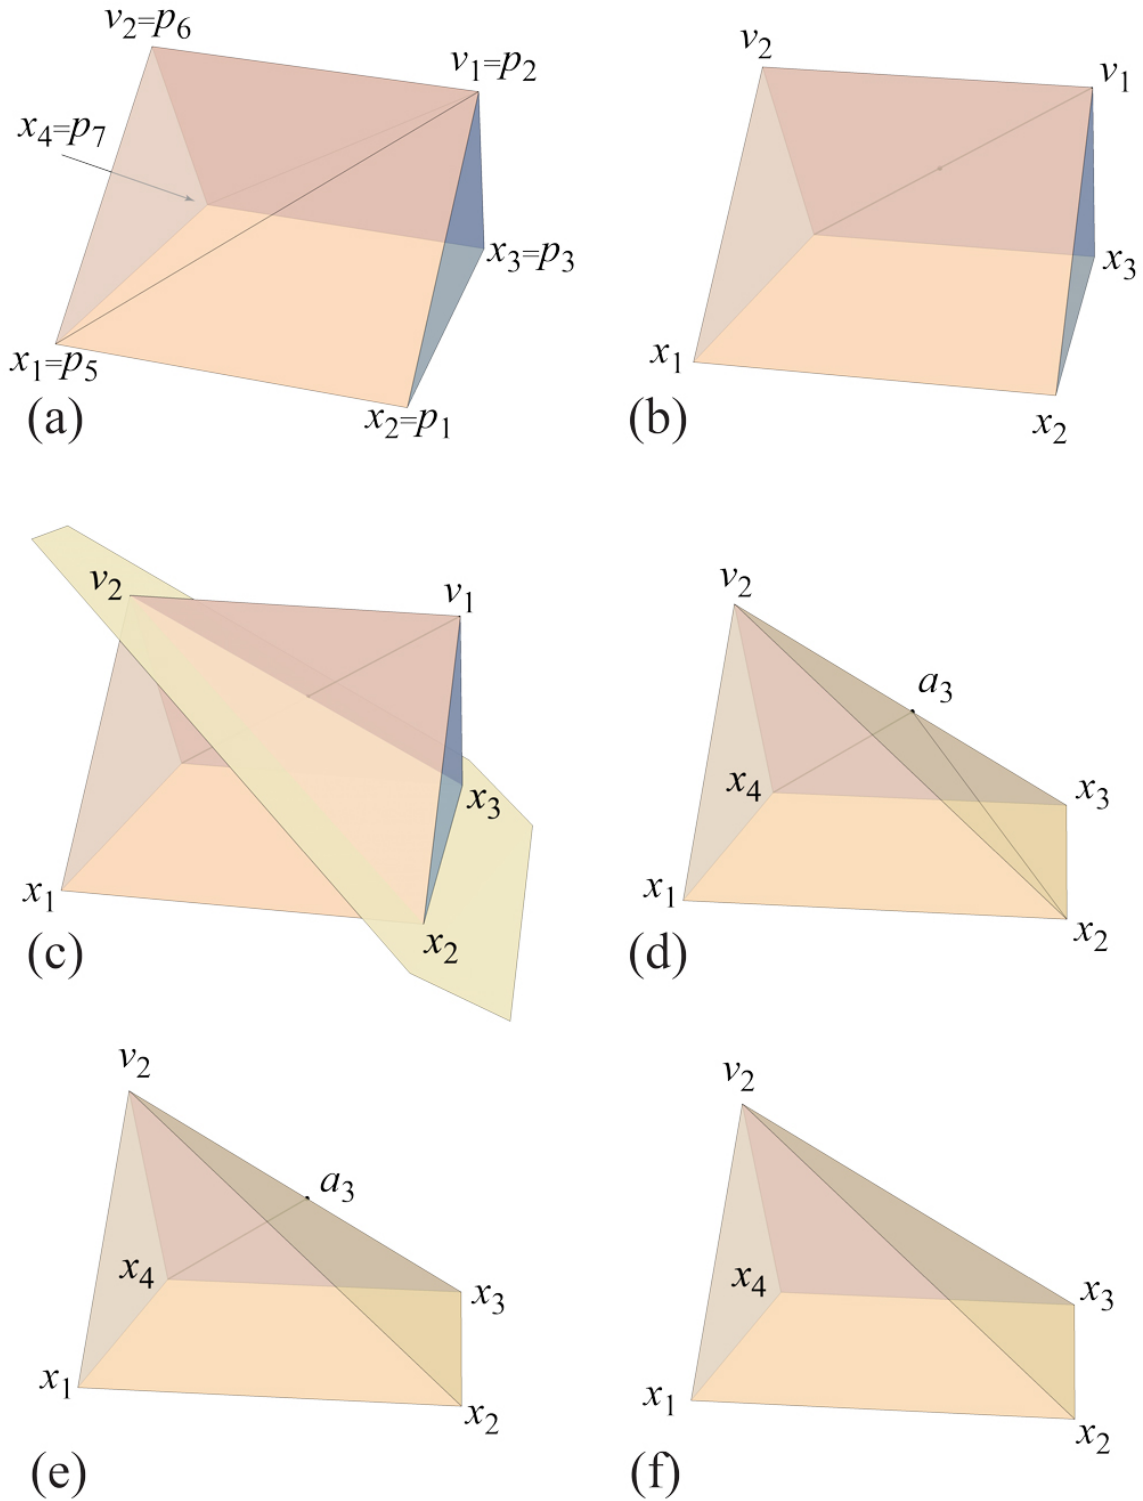 v₂=p₆
v₁=p₂
x₄=p₇
x₃=p₃
x₁=p₅
x₂=p₁
(a)
v₂
v₁
x₃
x₁
x₂
(b)
v₂
v₁
x₃
x₁
x₂
(c)
v₂
a₃
x₄
x₃
x₁
x₂
(d)
v₂
a₃
x₄
x₃
x₁
x₂
(e)
v₂
x₄
x₃
x₁
x₂
(f)